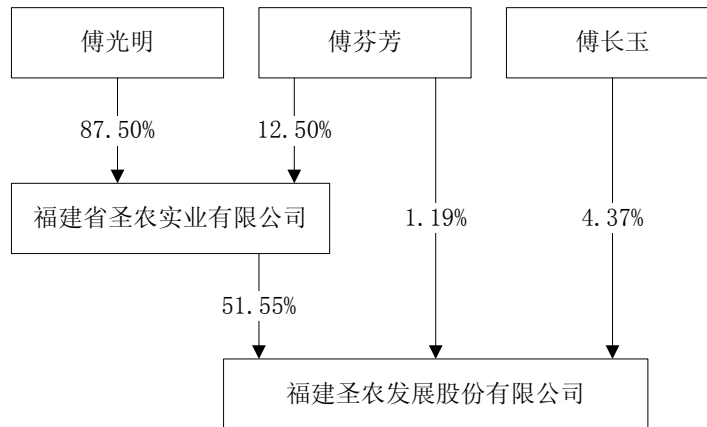 傅光明
傅芬芳
傅长玉
87.50%
12.50%
福建省圣农实业有限公司
1.19%
4.37%
51.55%
福建圣农发展股份有限公司